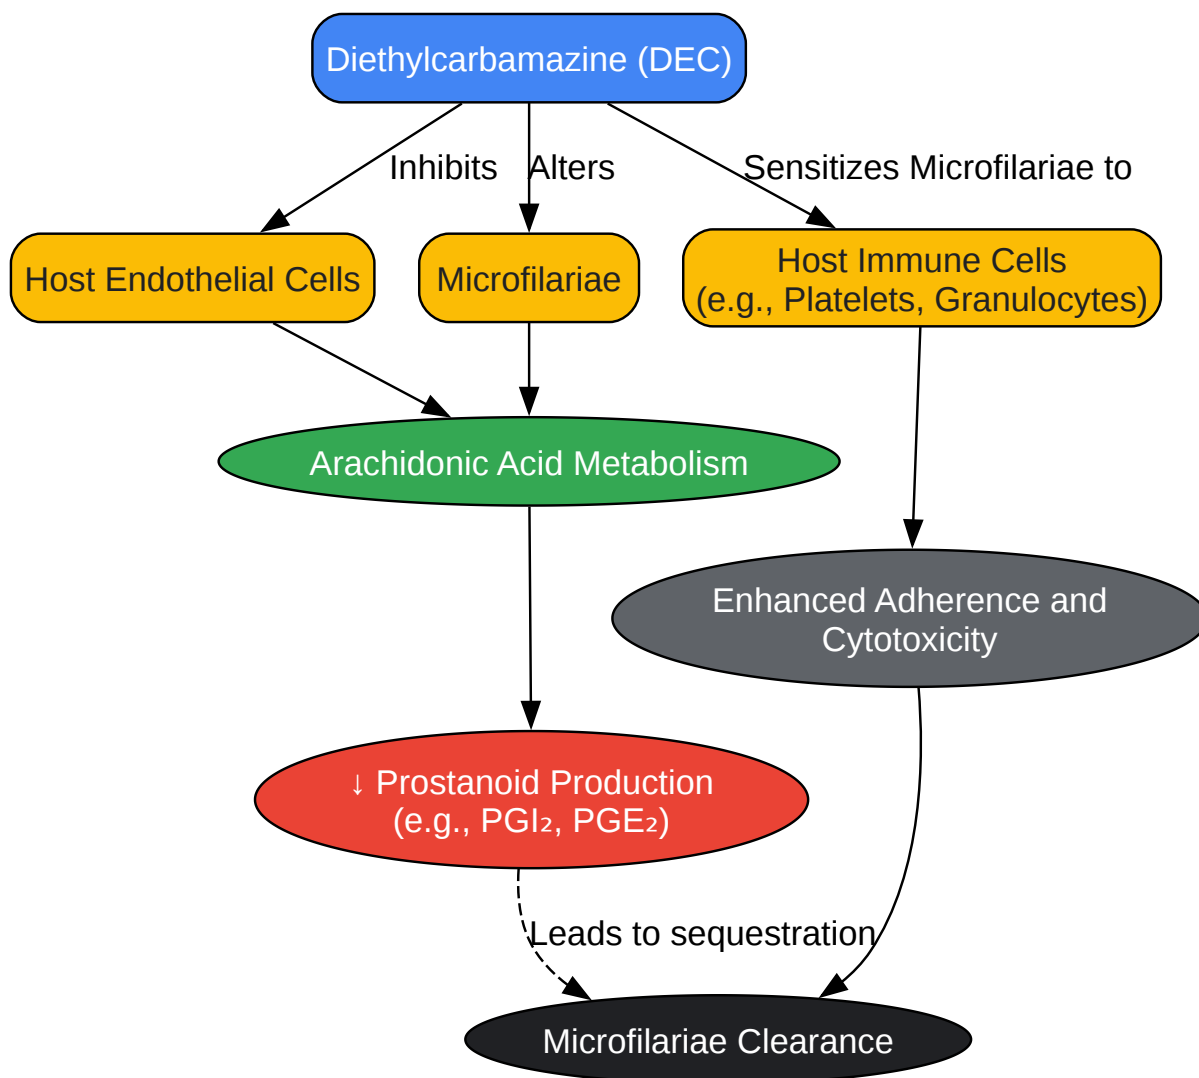 Diethylcarbamazine (DEC)
Inhibits
Alters
Sensitizes Microfilariae to
Host Endothelial Cells
Microfilariae
Host Immune Cells
(e.g., Platelets, Granulocytes)
Arachidonic Acid Metabolism
Enhanced Adherence and
Cytotoxicity
↓ Prostanoid Production
(e.g., PGI₂, PGE₂)
Leads to sequestration
Microfilariae Clearance